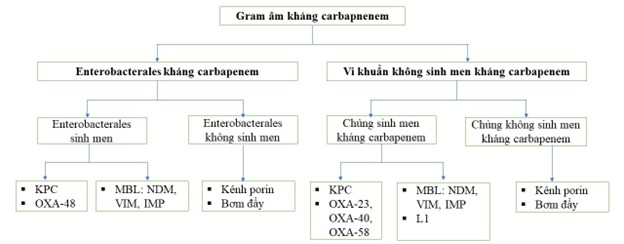 Gram âm kháng carbapnenem
Enterobacterales kháng carbapenem
Vi khuẩn không sinh men kháng carbapenem
Enterobacterales
sinh men
Enterobacterales
không sinh men
Chủng sinh men
kháng carbapenem
Chủng không sinh men
kháng carbapenem
▪ KPC
▪ OXA-48
▪ MBL: NDM,
VIM, IMP
▪ Kênh porin
▪ Bơm đẩy
▪ KPC
▪ OXA-23,
OXA-40,
OXA-58
▪ MBL: NDM,
VIM, IMP
▪ L1
▪ Kênh porin
▪ Bơm đẩy